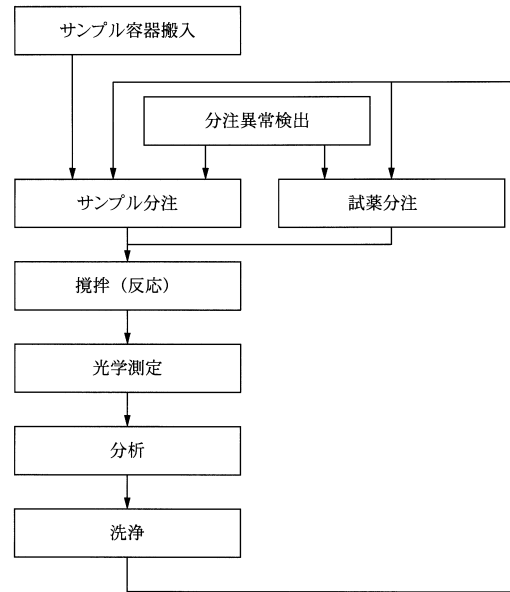 サンプル容器搬入
分注異常検出
サンプル分注
試薬分注
撹拌（反応）
光学測定
分析
洗浄